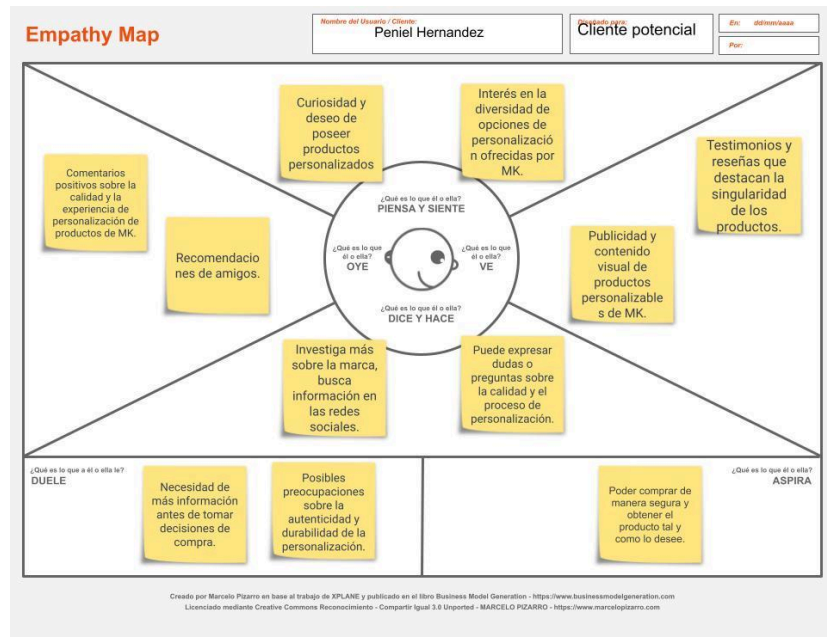 Empathy Map
Nombre del Usuario / Cliente:
Peniel Hernandez
Diseñado para:
Cliente potencial
En: dd/mm/aaaa
Por:
Curiosidad y
deseo de
poseer
productos
personalizados
Interés en la
diversidad de
opciones de
personalizació
n ofrecidas por
MK.
Comentarios
positivos sobre la
calidad y la
experiencia de
personalización de
productos de MK.
Recomendacio
nes de amigos.
Testimonios y
reseñas que
destacan la
singularidad
de los
productos.
Publicidad y
contenido
visual de
productos
personalizable
s de MK.
¿Qué es lo que él o ella?
PIENSA Y SIENTE
¿Qué es lo que
él o ella?
OYE
¿Qué es lo que
él o ella?
VE
¿Qué es lo que él o ella?
DICE Y HACE
Investiga más
sobre la marca,
busca
información en
las redes
sociales.
Puede expresar
dudas o
preguntas sobre
la calidad y el
proceso de
personalización.
¿Qué es lo que a él o ella le?
DUELE
Necesidad de
más información
antes de tomar
decisiones de
compra.
Posibles
preocupaciones
sobre la
autenticidad y
durabilidad de la
personalización.
¿Qué es lo que él o ella?
ASPIRA
Poder comprar de
manera segura y
obtener el
producto tal y
como lo desee.
Creado por Marcelo Pizarro en base al trabajo de XPLANE y publicado en el libro Business Model Generation - https://www.businessmodelgeneration.com
Licenciado mediante Creative Commons Reconocimiento - Compartir Igual 3.0 Unported - MARCELO PIZARRO - https://www.marcelopizarro.com